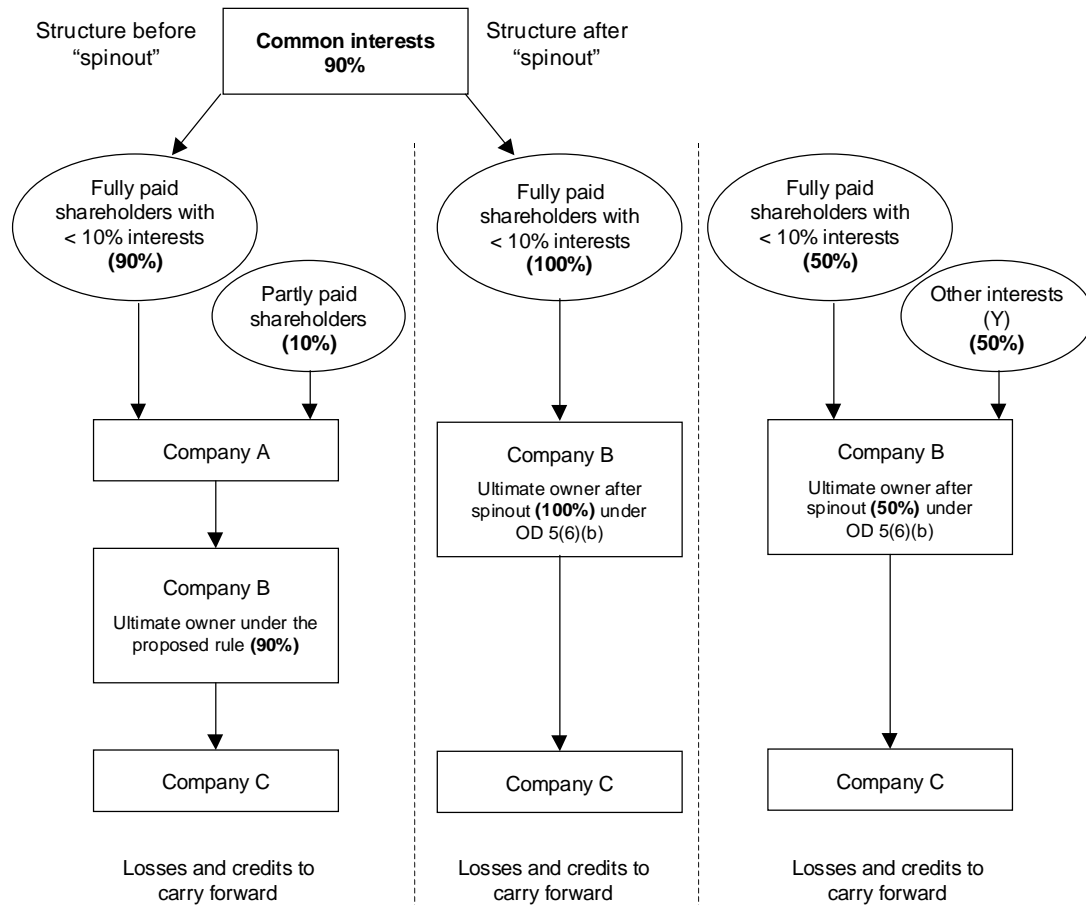 Structure before
“spinout”
Common interests
90%
Structure after
“spinout”
Fully paid
shareholders with
< 10% interests
(90%)
Partly paid
shareholders
(10%)
Company A
Company B
Ultimate owner under the
proposed rule (90%)
Company C
Losses and credits to
carry forward
Fully paid
shareholders with
< 10% interests
(100%)
Company B
Ultimate owner after
spinout (100%) under
OD 5(6)(b)
Company C
Losses and credits to
carry forward
Fully paid
shareholders with
< 10% interests
(50%)
Other interests
(Y)
(50%)
Company B
Ultimate owner after
spinout (50%) under
OD 5(6)(b)
Company C
Losses and credits to
carry forward